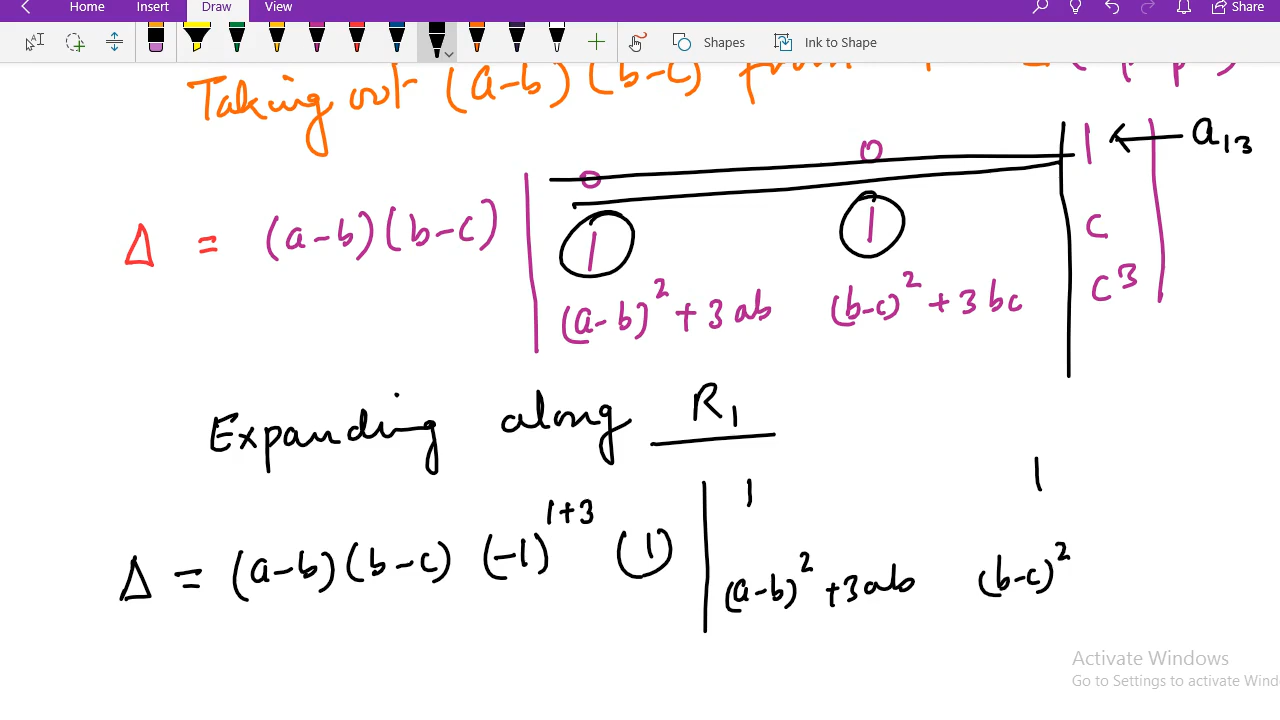 Home Insert Draw View Share
Shapes Ink to Shape
Taking out (a-b)(b-c) from
0 0 1 ← a₁₃
Δ = (a-b)(b-c) | 1 1 c |
(a-b)² + 3ab (b-c)² + 3bc c³
Expanding along R₁
Δ = (a-b)(b-c) (-1)¹⁺³ (1) | 1 1
(a-b)² + 3ab (b-c)²
Activate Windows
Go to Settings to activate Wind